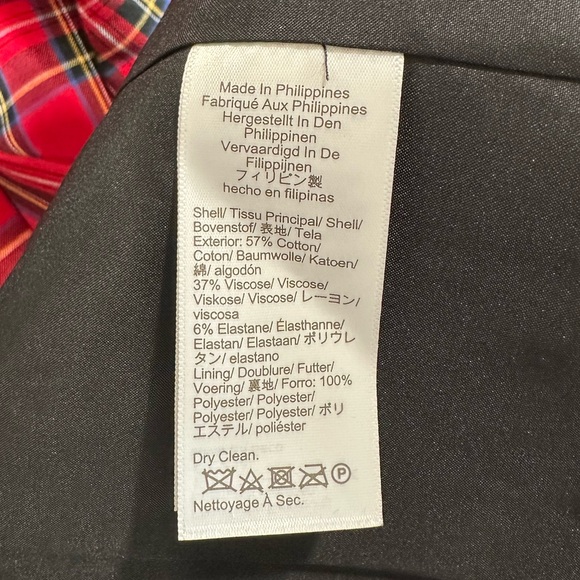 Made In Philippines
Fabriqué Aux Philippines
Hergestellt In Den
Philippinen
Vervaardigd In De
Filippijnen
フィリピン製
hecho en filipinas
Shell/ Tissu Principal/ Shell/
Bovenstof/ 表地/ Tela
Exterior: 57% Cotton/
Coton/ Baumwolle/ Katoen/
綿/ algodón
37% Viscose/ Viscose/
Viskose/ Viscose/ レーヨン/
viscosa
6% Elastane/ Élasthanne/
Elastan/ Elastaan/ ポリウレ
タン/ elastano
Lining/ Doublure/ Futter/
Voering/ 裏地/ Forro: 100%
Polyester/ Polyester/
Polyester/ Polyester/ ポリ
エステル/ poliéster
Dry Clean.
P
Nettoyage À Sec.